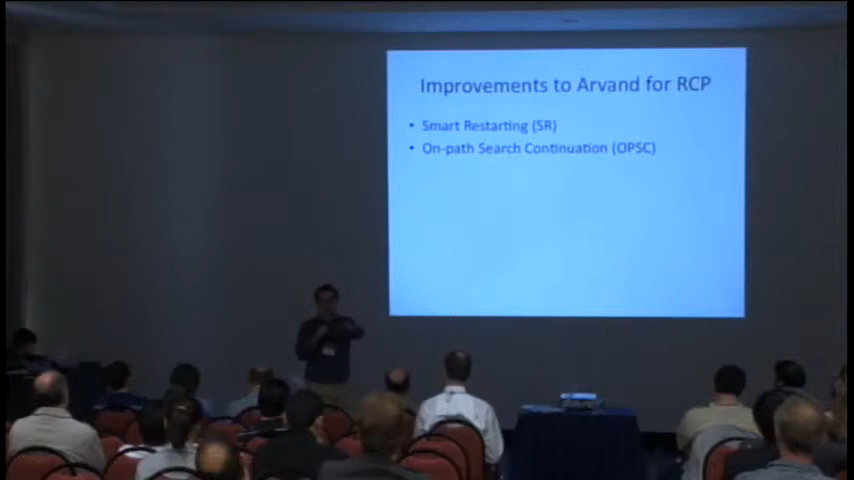 Improvements to Arvand for RCP
• Smart Restarting (SR)
• On-path Search Continuation (OPSC)